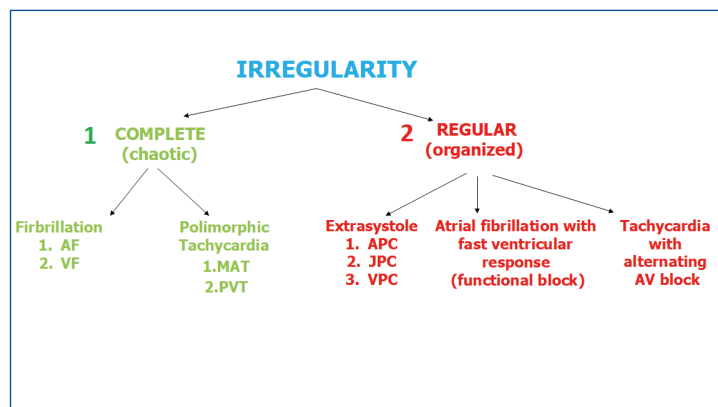 IRREGULARITY
1 COMPLETE
(chaotic)
2 REGULAR
(organized)
Firbrillation
1. AF
2. VF
Polimorphic
Tachycardia
1.MAT
2.PVT
Extrasystole
1. APC
2. JPC
3. VPC
Atrial fibrillation with
fast ventricular
response
(functional block)
Tachycardia
with
alternating
AV block